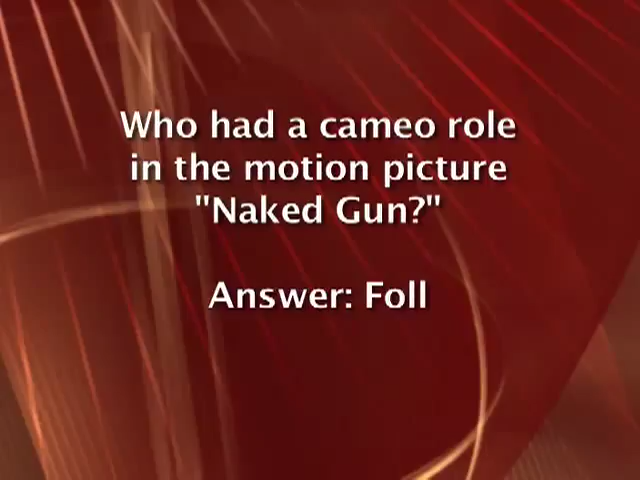 Who had a cameo role
in the motion picture
"Naked Gun?"
Answer: Foll